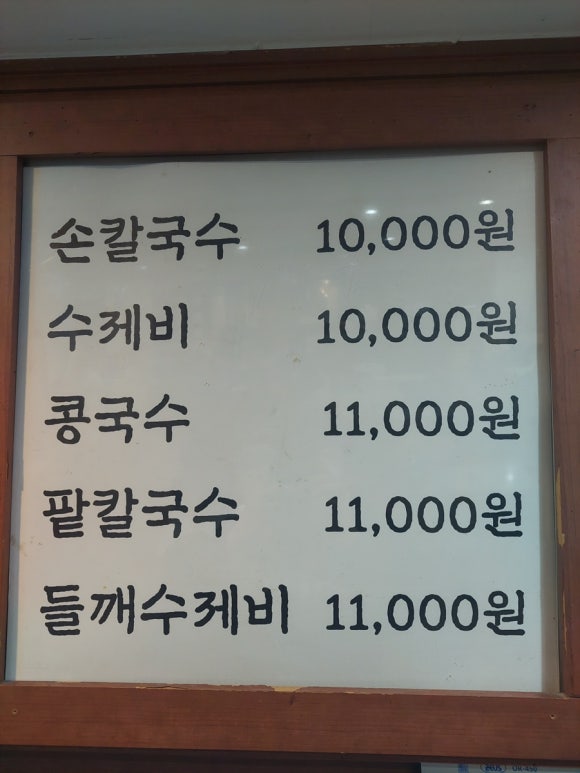 손칼국수 10,000원
수제비 10,000원
콩국수 11,000원
팥칼국수 11,000원
들깨수제비 11,000원